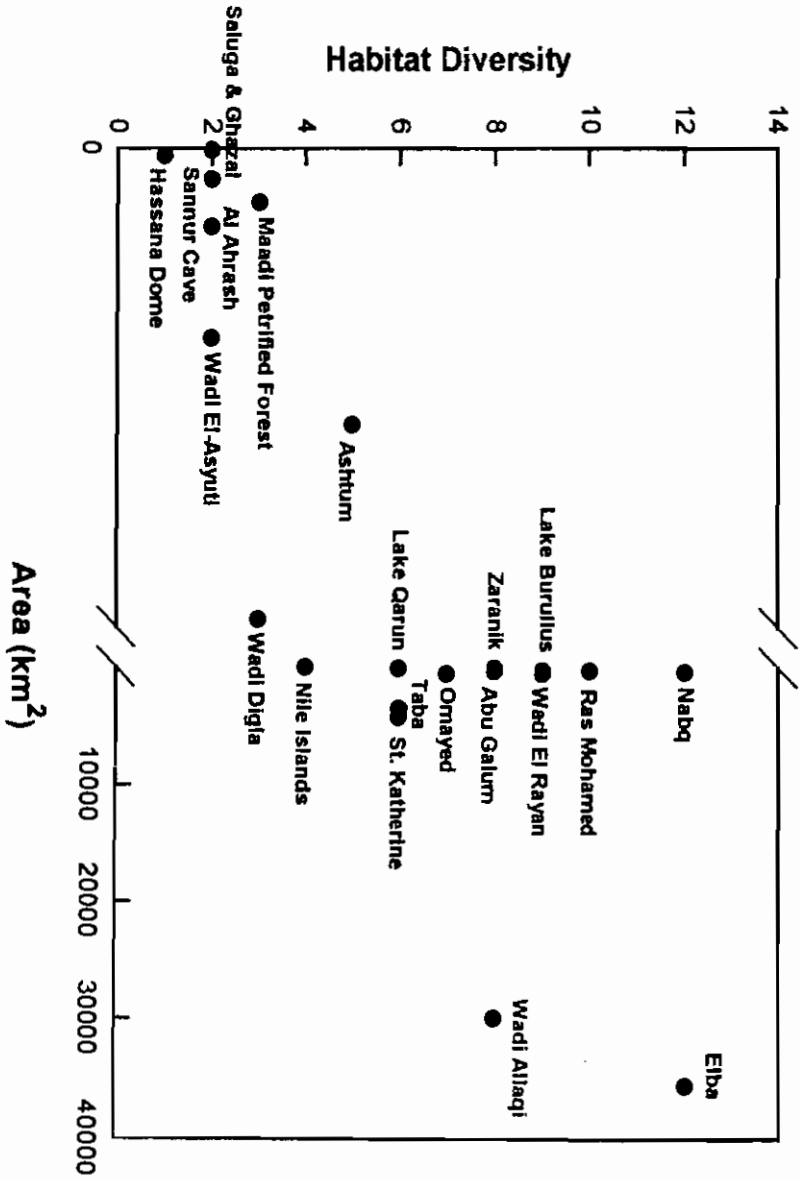 Habitat Diversity
14
12
10
8
6
4
2
0
Saluga & Ghazal
Hassana Dome
Sannur Cave
Al Ahrash
Maadi Petrified Forest
Wadi El-Asyuti
Ashtum
Wadi Digla
Nile Islands
Lake Qarun
Taba
St. Katherine
Omayed
Zaranik
Abu Galum
Lake Burullus
Wadi El Rayan
Ras Mohamed
Nabq
Wadi Allaqi
Elba
0
10000
20000
30000
40000
Area (km²)